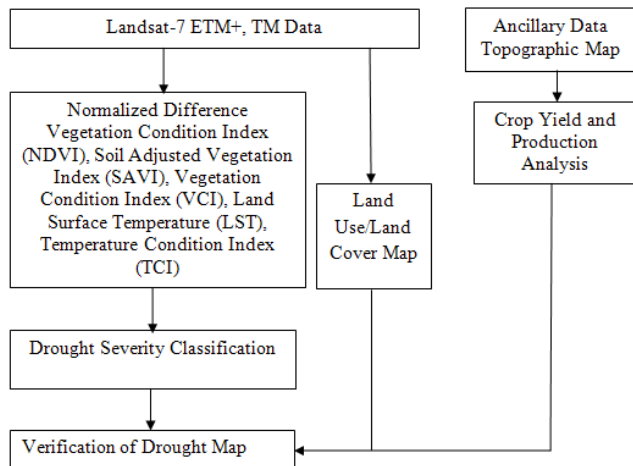 Landsat-7 ETM+, TM Data
Ancillary Data
Topographic Map
Normalized Difference
Vegetation Condition Index
(NDVI), Soil Adjusted Vegetation
Index (SAVI), Vegetation
Condition Index (VCI), Land
Surface Temperature (LST),
Temperature Condition Index
(TCI)
Land
Use/Land
Cover Map
Crop Yield and
Production
Analysis
Drought Severity Classification
Verification of Drought Map